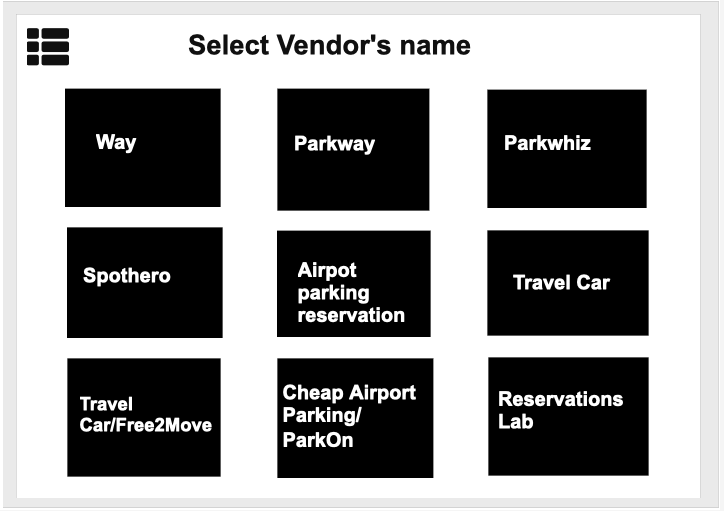 Select Vendor's name
Way
Parkway
Parkwhiz
Spothero
Airpot
parking
reservation
Travel Car
Travel
Car/Free2Move
Cheap Airport
Parking/
ParkOn
Reservations
Lab